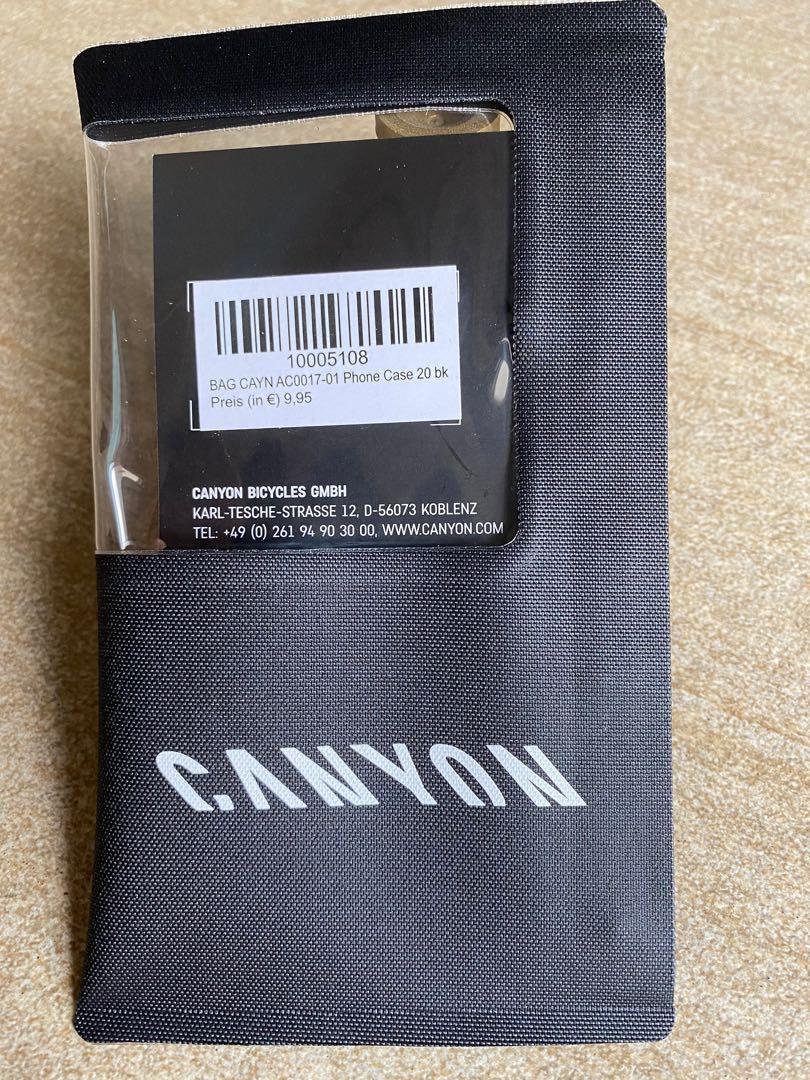 10005108
BAG CAYN AC0017-01 Phone Case 20 bk
Preis (in €) 9,95
CANYON BICYCLES GMBH
KARL-TESCHE-STRASSE 12, D-56073 KOBLENZ
TEL: +49 (0) 261 94 90 30 00, WWW.CANYON.COM
CANYON